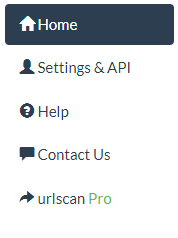 Home
Settings & API
Help
Contact Us
urlscan Pro